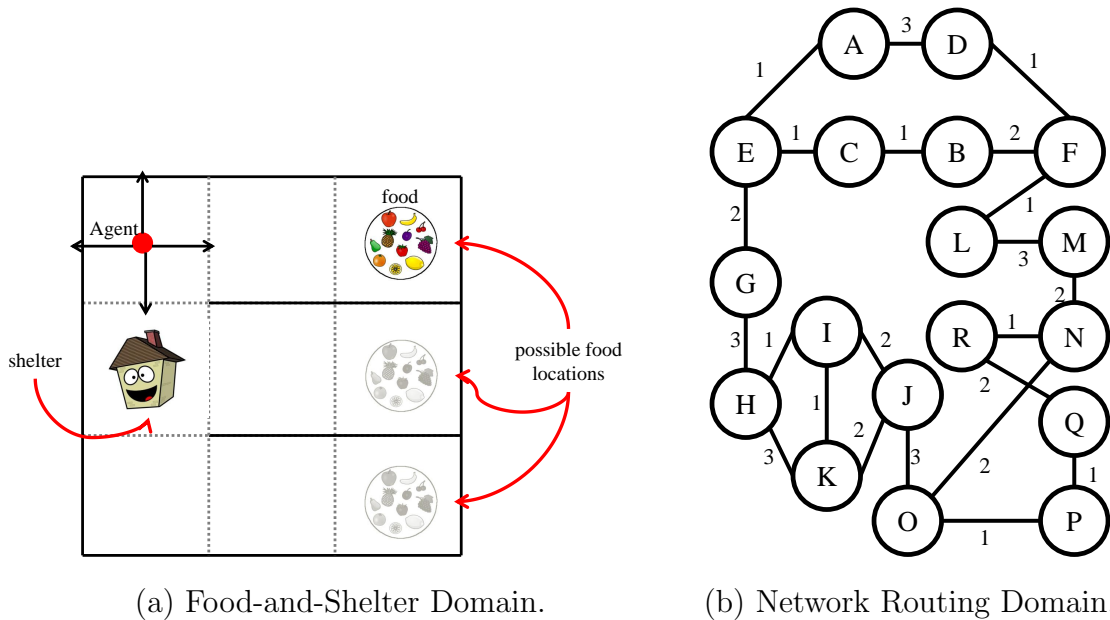 Agent
food
shelter
possible food
locations
(a) Food-and-Shelter Domain.
A
3
D
1
1
E
1
C
1
B
2
F
2
1
L
3
M
G
2
3
1
I
2
R
1
N
2
H
1
J
Q
3
2
K
3
2
1
O
1
P
(b) Network Routing Domain